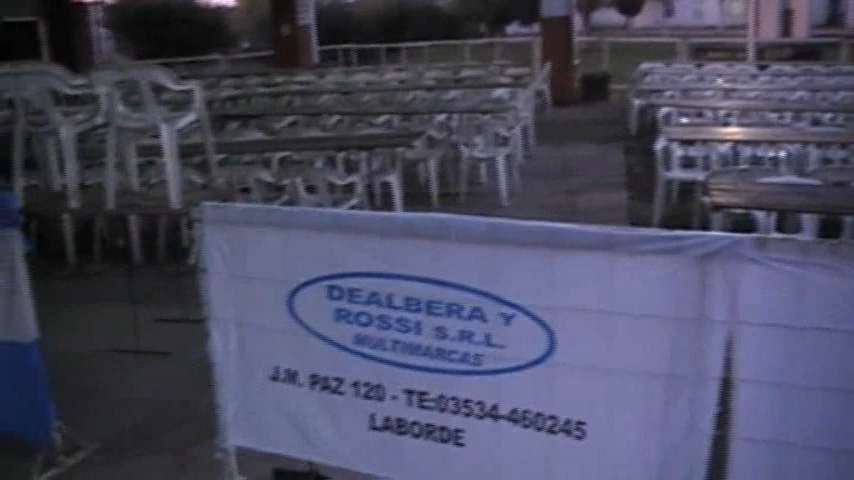 DEALBERA Y
ROSSI S.R.L.
MULTIMARCAS
J.M. PAZ 120 - TE:03534-460245
LABORDE